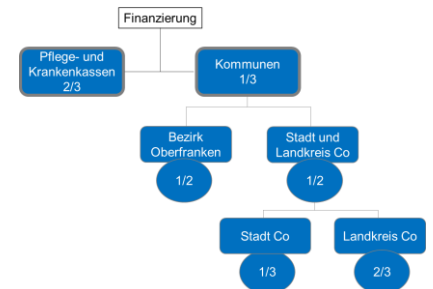 Finanzierung
Pflege- und
Krankenkassen
2/3
Kommunen
1/3
Bezirk
Oberfranken
1/2
Stadt und
Landkreis Co
1/2
Stadt Co
1/3
Landkreis Co
2/3